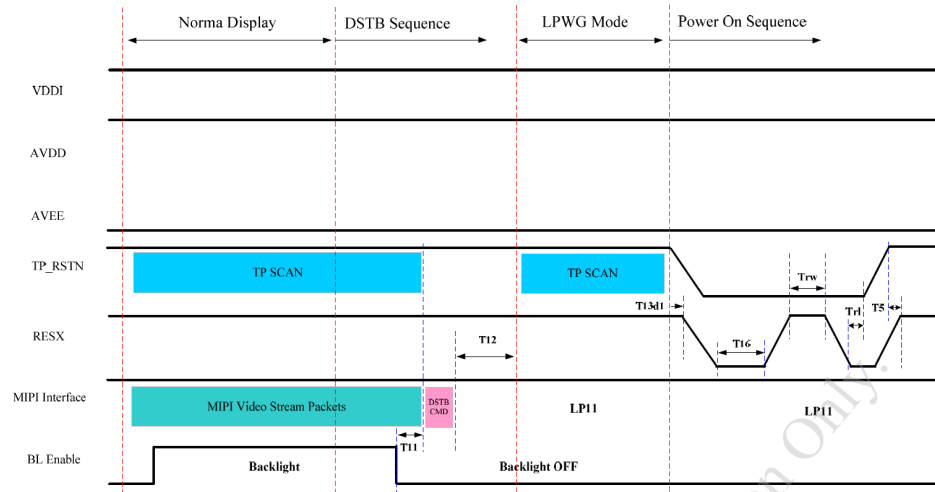 Norma Display
DSTB Sequence
LPWG Mode
Power On Sequence
VDDI
AVDD
AVEE
TP_RSTN
TP SCAN
TP SCAN
Trw
T13d1
Tr1
T5
RESX
T12
T16
MIPI Interface
MIPI Video Stream Packets
DSTB
CMD
LP11
LP11
T11
BL Enable
Backlight
Backlight OFF
n Only.